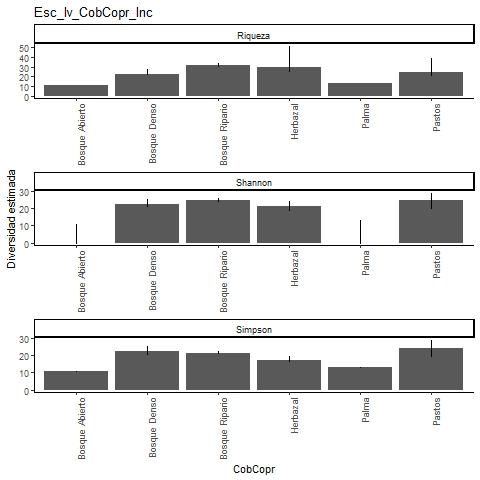 Esc_lv_CobCopr_Inc
Riqueza
50
40
30
20
10
0
Bosque Abierto
Bosque Denso
Bosque Ripario
Herbazal
Palma
Pastos
Diversidad estimada
Shannon
30
20
10
0
Bosque Abierto
Bosque Denso
Bosque Ripario
Herbazal
Palma
Pastos
Simpson
30
20
10
0
Bosque Abierto
Bosque Denso
Bosque Ripario
Herbazal
Palma
Pastos
CobCopr